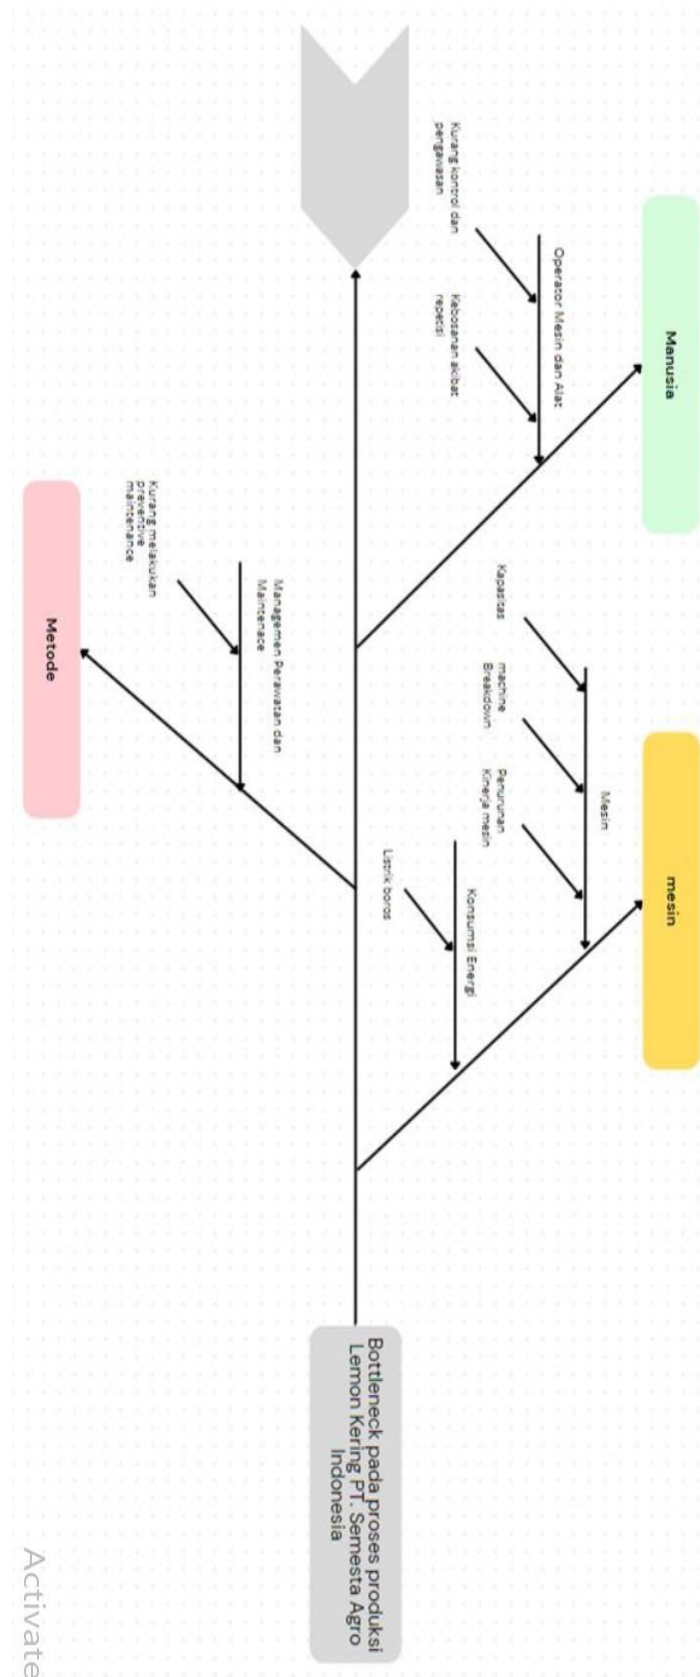 Manusia
mesin
Operator Mesin dan Alat
Kurang kontrol dan
pengawasan
Kebosanan akibat
repetisi
Mesin
Kapasitas
machine
Breakdown
Penurunan
Kinerja mesin
Konsumsi Energi
Listrik boros
Bottleneck pada proses produksi
Lemon Kering PT. Semesta Agro
Indonesia
Managemen Perawatan dan
Maintenace
Kurang melakukan
preventive
maintenance
Metode
Activate